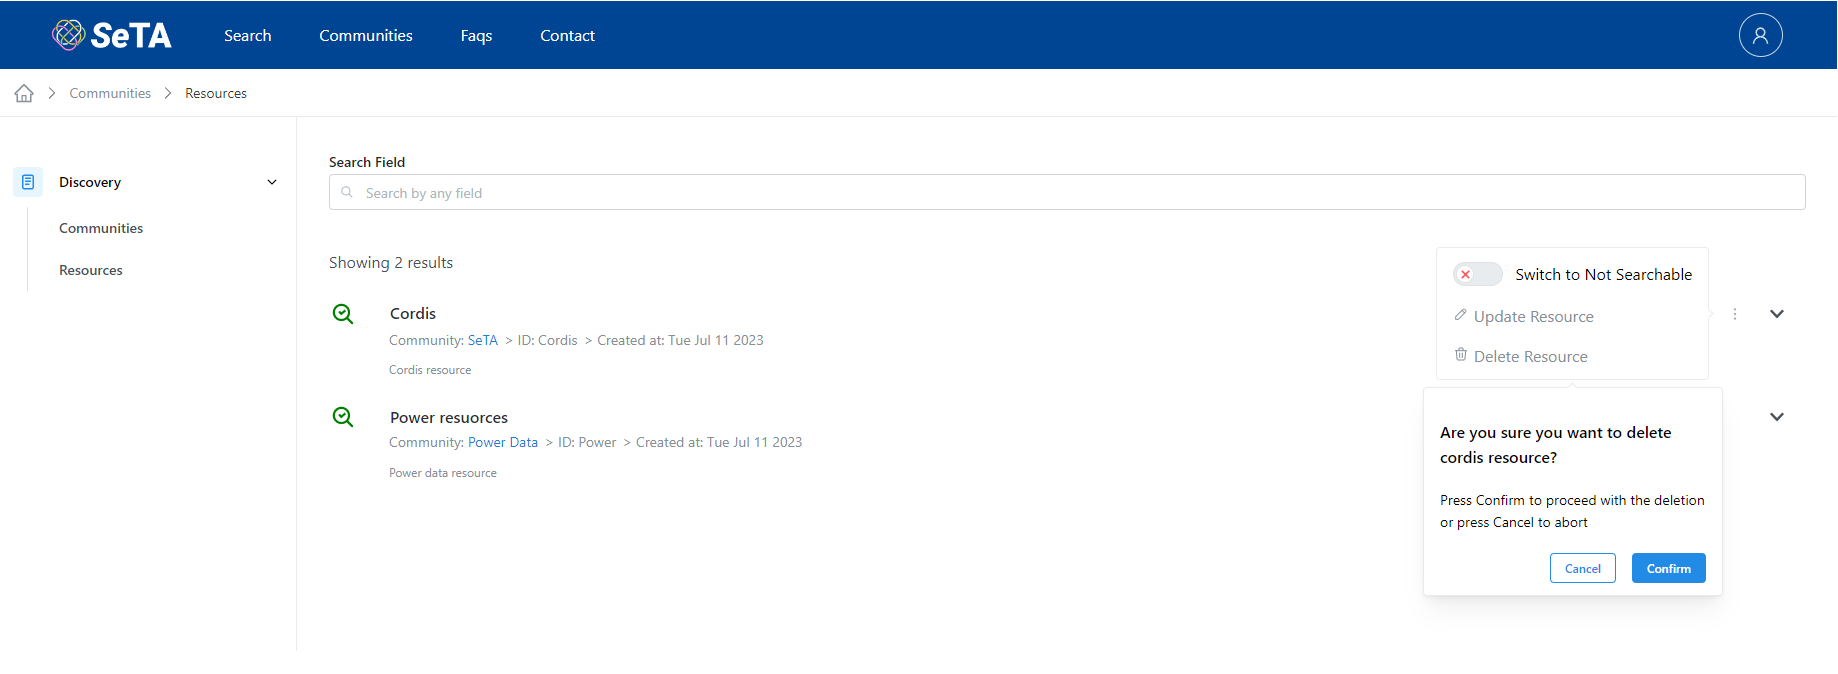 SeTA Search Communities Faqs Contact
Communities Resources
Discovery
Communities
Resources
Search Field
Search by any field
Showing 2 results
Cordis
Community: SeTA > ID: Cordis > Created at: Tue Jul 11 2023
Cordis resource
Power resuorces
Community: Power Data > ID: Power > Created at: Tue Jul 11 2023
Power data resource
Switch to Not Searchable
Update Resource
Delete Resource
Are you sure you want to delete
cordis resource?
Press Confirm to proceed with the deletion
or press Cancel to abort
Cancel Confirm